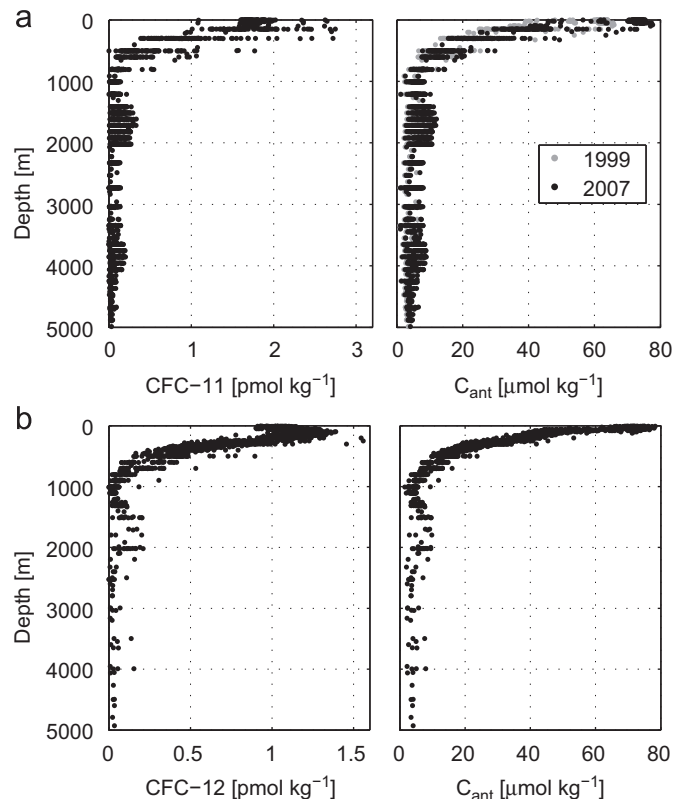 a
0
1000
2000
3000
4000
5000
Depth [m]
0 1 2 3
CFC−11 [pmol kg⁻¹]
1999
2007
0 20 40 60 80
C_ant [μmol kg⁻¹]
b
0
1000
2000
3000
4000
5000
Depth [m]
0 0.5 1 1.5
CFC−12 [pmol kg⁻¹]
0 20 40 60 80
C_ant [μmol kg⁻¹]